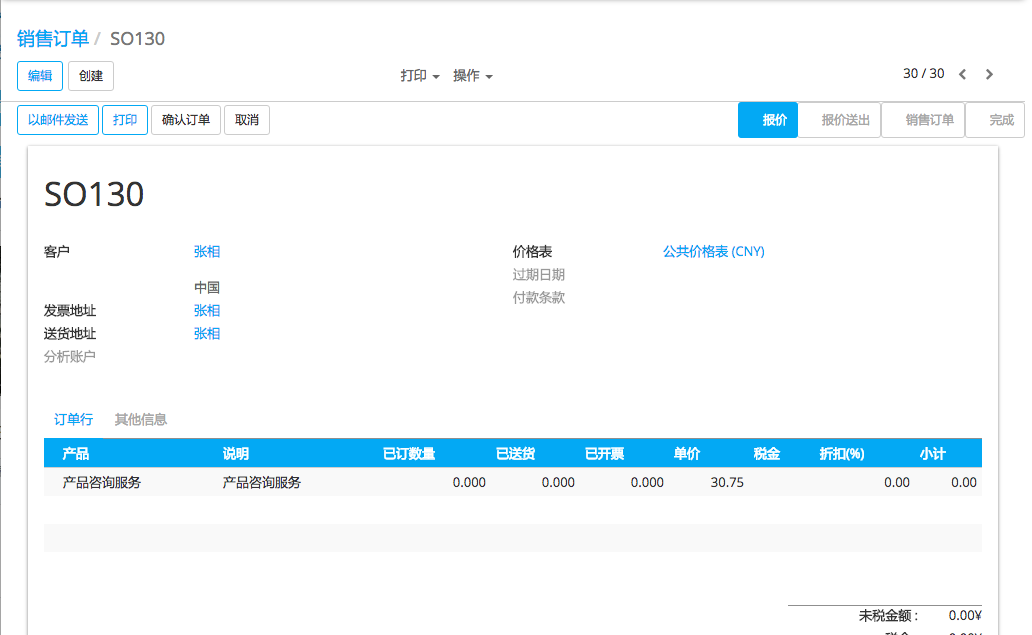 销售订单 / SO130
编辑 创建 打印 操作 30 / 30
以邮件发送 打印 确认订单 取消 报价 报价送出 销售订单 完成
SO130
客户 张相 价格表 公共价格表 (CNY)
过期日期
中国 付款条款
发票地址 张相
送货地址 张相
分析账户
订单行 其他信息
产品 说明 已订数量 已送货 已开票 单价 税金 折扣(%) 小计
产品咨询服务 产品咨询服务 0.000 0.000 0.000 30.75 0.00 0.00
未税金额 : 0.00¥